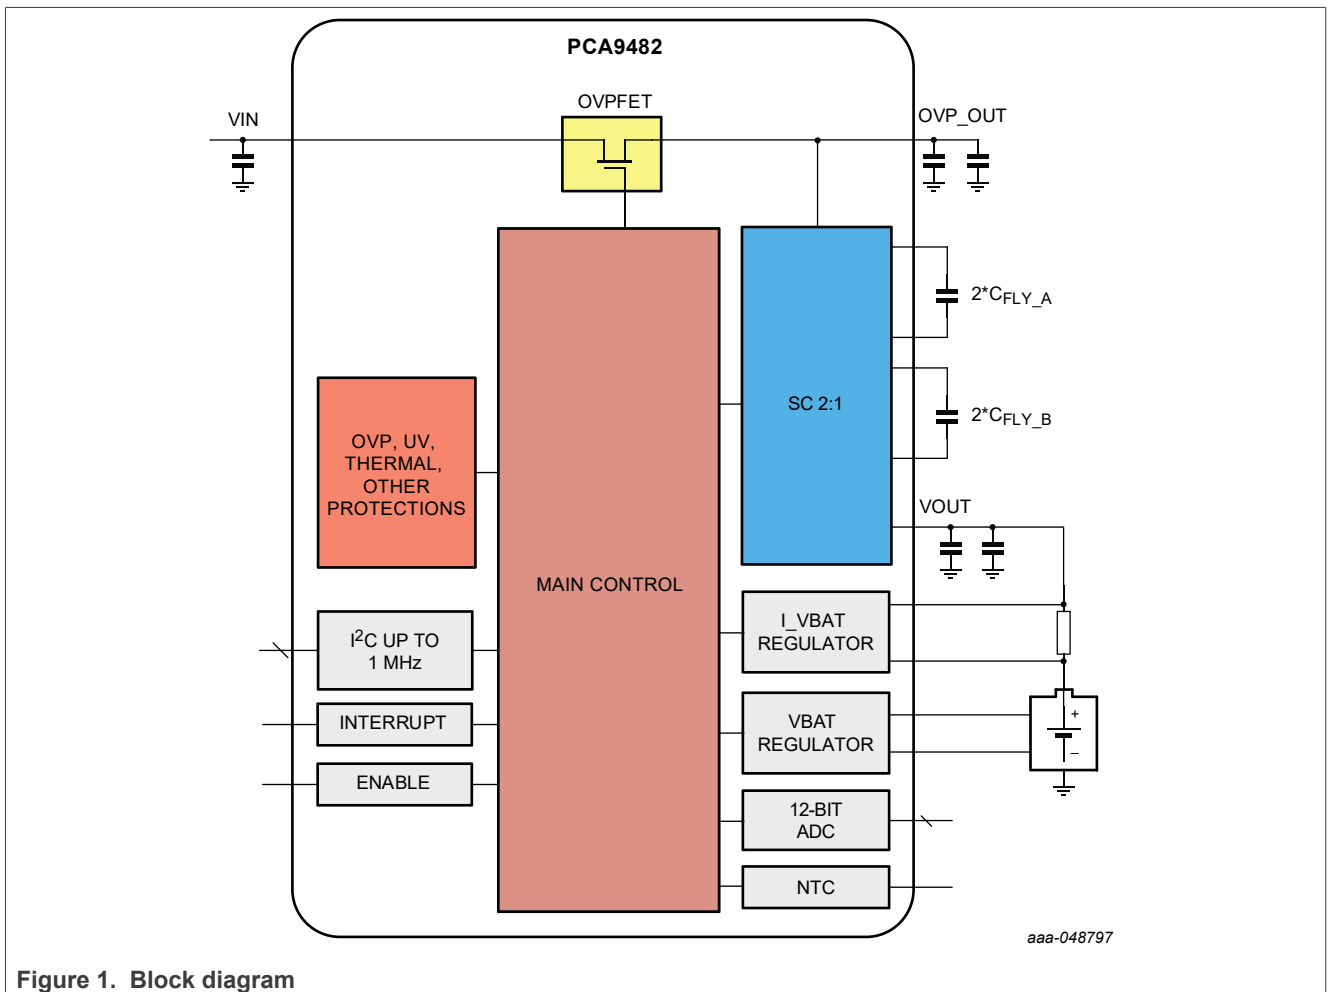 PCA9482
OVPFET
VIN
OVP_OUT
2*CFLY_A
2*CFLY_B
SC 2:1
OVP, UV,
THERMAL,
OTHER
PROTECTIONS
VOUT
MAIN CONTROL
I_VBAT
REGULATOR
I2C UP TO
1 MHz
INTERRUPT
VBAT
REGULATOR
+
–
ENABLE
12-BIT
ADC
NTC
aaa-048797
Figure 1. Block diagram